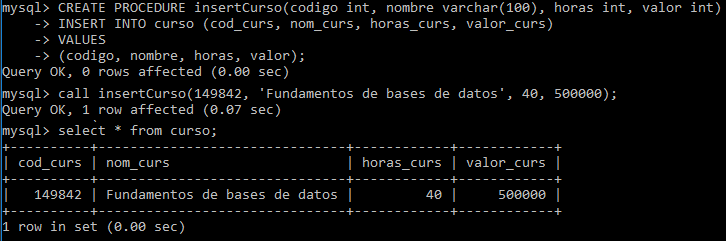 mysql> CREATE PROCEDURE insertCurso(codigo int, nombre varchar(100), horas int, valor int)
    -> INSERT INTO curso (cod_curs, nom_curs, horas_curs, valor_curs)
    -> VALUES
    -> (codigo, nombre, horas, valor);
Query OK, 0 rows affected (0.00 sec)
mysql> call insertCurso(149842, 'Fundamentos de bases de datos', 40, 500000);
Query OK, 1 row affected (0.07 sec)
mysql> select * from curso;
+----------+-------------------------------+------------+------------+
| cod_curs | nom_curs                      | horas_curs | valor_curs |
+----------+-------------------------------+------------+------------+
|   149842 | Fundamentos de bases de datos |         40 |     500000 |
+----------+-------------------------------+------------+------------+
1 row in set (0.00 sec)